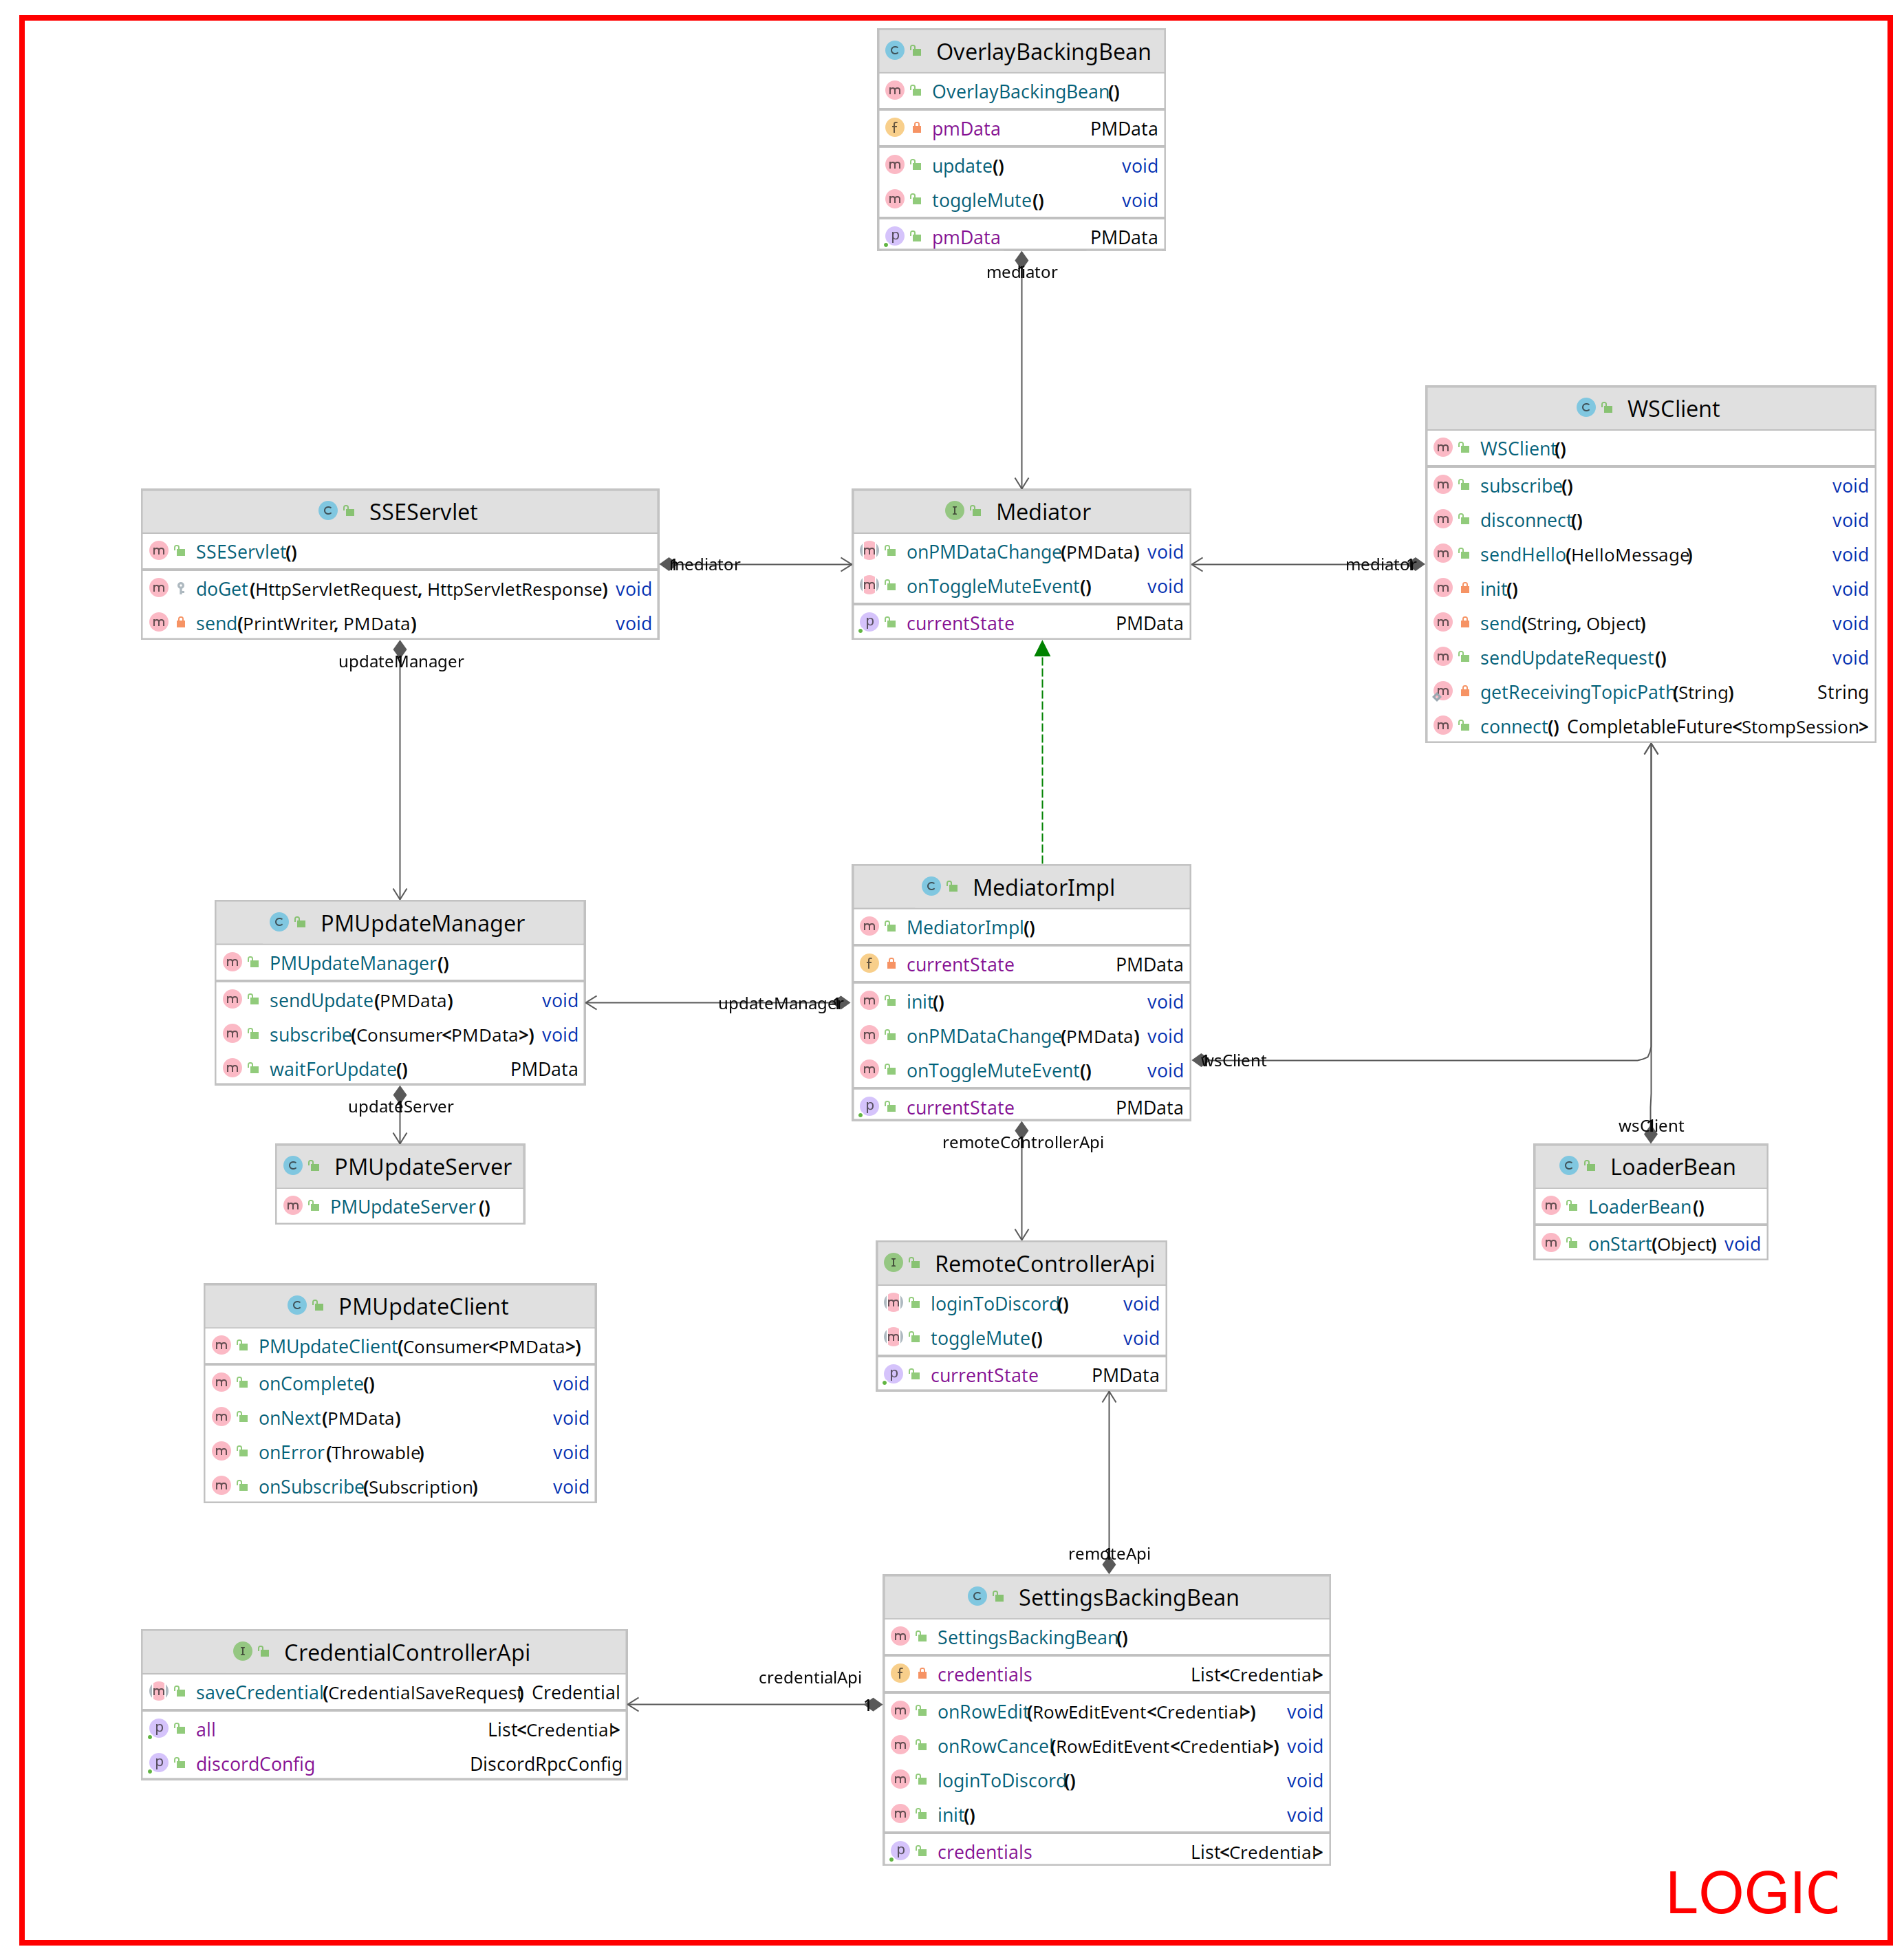 OverlayBackingBean
OverlayBackingBean()
pmData PMData
update() void
toggleMute() void
pmData PMData
mediator
WSClient
WSClient()
subscribe() void
disconnect() void
sendHello(HelloMessage) void
init() void
send(String, Object) void
sendUpdateRequest() void
getReceivingTopicPath(String) String
connect() CompletableFuture<StompSession>
SSEServlet
SSEServlet()
doGet(HttpServletRequest, HttpServletResponse) void
send(PrintWriter, PMData) void
mediator
Mediator
onPMDataChange(PMData) void
onToggleMuteEvent() void
currentState PMData
mediator
updateManager
MediatorImpl
MediatorImpl()
currentState PMData
init() void
onPMDataChange(PMData) void
onToggleMuteEvent() void
currentState PMData
PMUpdateManager
PMUpdateManager()
sendUpdate(PMData) void
subscribe(Consumer<PMData>) void
waitForUpdate() PMData
updateManager
wsClient
updateServer
PMUpdateServer
PMUpdateServer()
remoteControllerApi
wsClient
LoaderBean
LoaderBean()
onStart(Object) void
RemoteControllerApi
loginToDiscord() void
toggleMute() void
currentState PMData
PMUpdateClient
PMUpdateClient(Consumer<PMData>)
onComplete() void
onNext(PMData) void
onError(Throwable) void
onSubscribe(Subscription) void
remoteApi
SettingsBackingBean
SettingsBackingBean()
credentials List<Credential>
onRowEdit(RowEditEvent<Credential>) void
onRowCancel(RowEditEvent<Credential>) void
loginToDiscord() void
init() void
credentials List<Credential>
CredentialControllerApi
saveCredential(CredentialSaveRequest) Credential
all List<Credential>
discordConfig DiscordRpcConfig
credentialApi
1
LOGIC